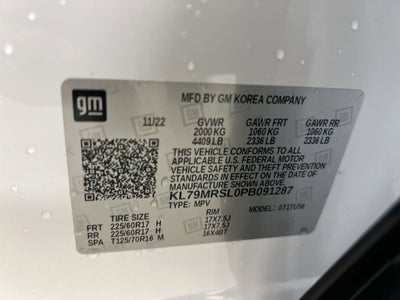 gm
MFD BY GM KOREA COMPANY
11/22 GVWR GAWR FRT GAWR RR
2000 KG 1060 KG 1060 KG
4409 LB 2336 LB 2336 LB
THIS VEHICLE CONFORMS TO ALL
APPLICABLE U.S. FEDERAL MOTOR
VEHICLE SAFETY AND THEFT PREVENTION
STANDARDS IN EFFECT ON THE DATE OF
MANUFACTURE SHOWN ABOVE.
KL79MRSL0PB091287
TYPE: MPV
TIRE SIZE RIM
FRT 225/60R17 H 17X7.5J
RR 225/60R17 H 17X7.5J
SPA T125/70R16 M 16X4BT